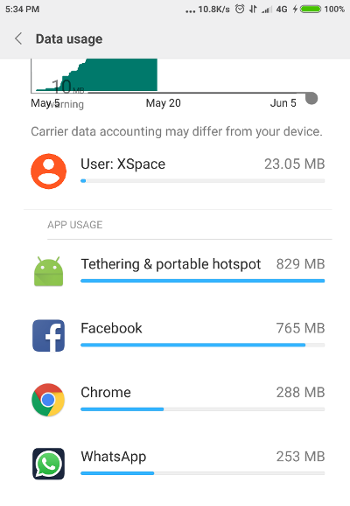 5:34 PM ... 10.8K/s 4G 100%
Data usage
10 MB
warning
May 5 May 20 Jun 5
Carrier data accounting may differ from your device.
User: XSpace 23.05 MB
APP USAGE
Tethering & portable hotspot 829 MB
Facebook 765 MB
Chrome 288 MB
WhatsApp 253 MB